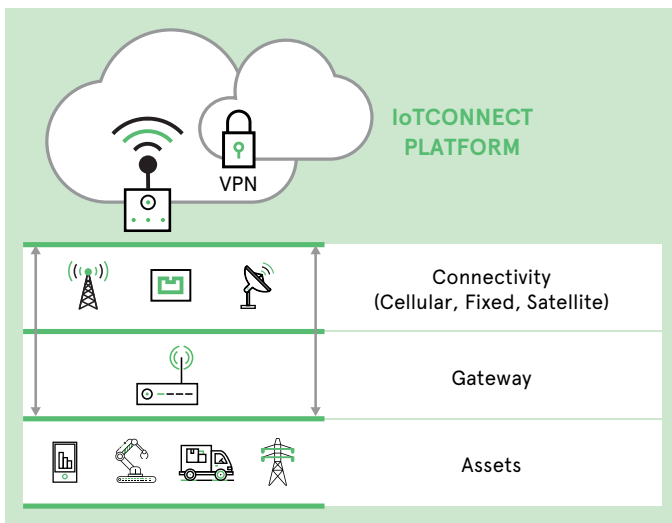 IoTCONNECT
PLATFORM
VPN
Connectivity
(Cellular, Fixed, Satellite)
Gateway
Assets